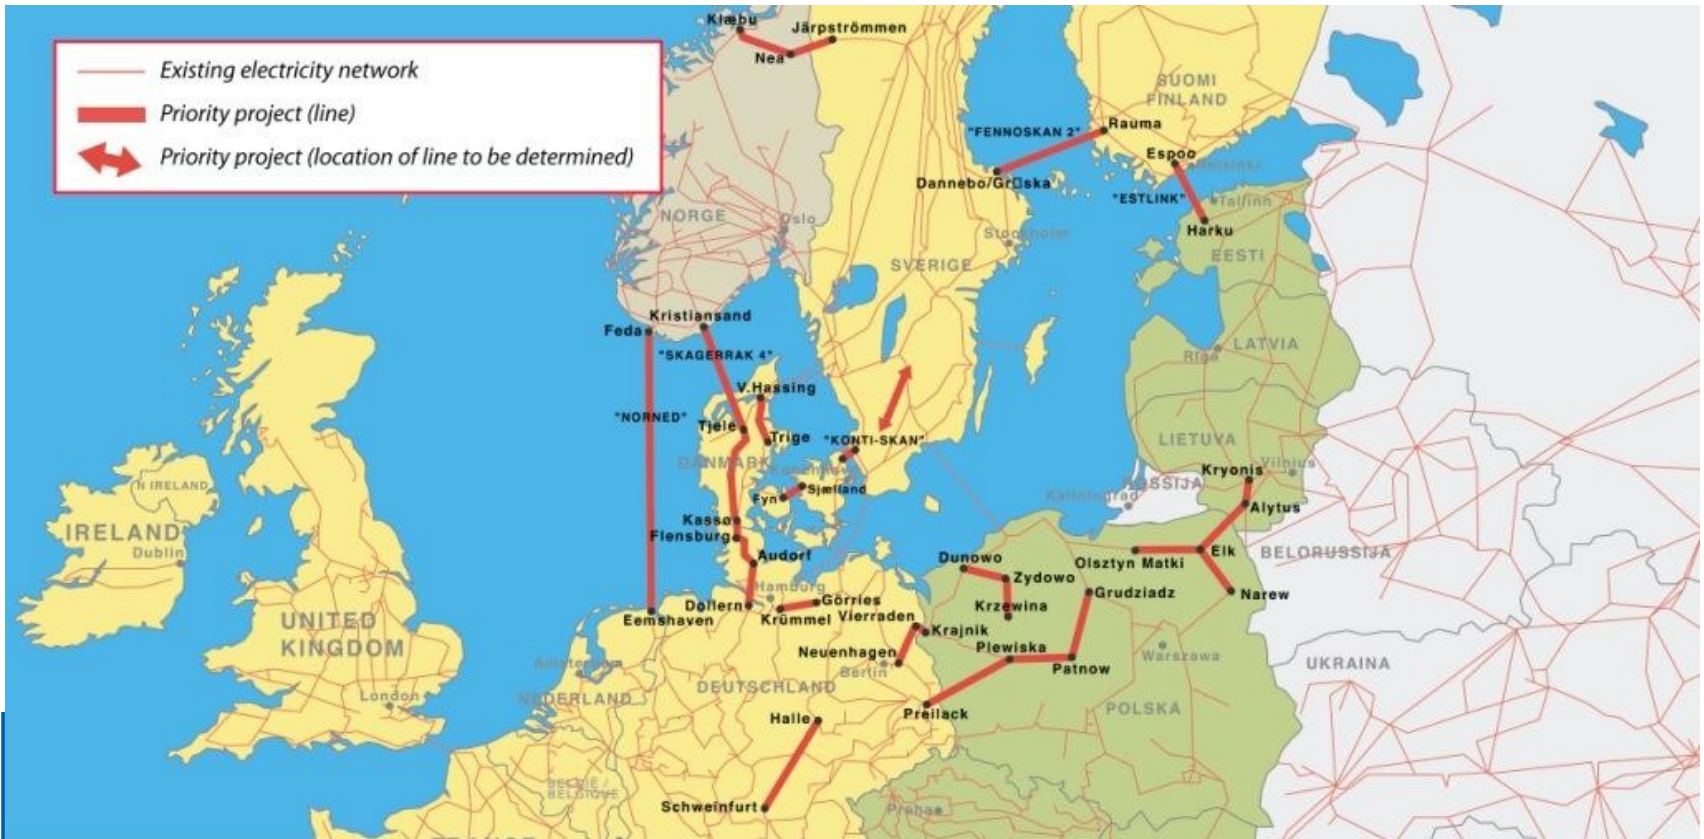 Existing electricity network
Priority project (line)
Priority project (location of line to be determined)
Klæbu
Järpströmmen
Nea
SUOMI
FINLAND
"FENNOSKAN 2"
Rauma
Espoo
Helsinki
Dannebo/Gr□ska
"ESTLINK"
Tallinn
Harku
EESTI
NORGE
Oslo
Stockholm
SVERIGE
Kristiansand
Feda
"SKAGERRAK 4"
LATVIA
Riga
V.Hassing
"NORNED"
Tjele
Trige
"KONTI-SKAN"
DANMARK
LIETUVA
Kryonis
Vilnius
ROSSIJA
Kaliningrad
Fyn
Sjælland
Alytus
N IRELAND
IRELAND
Dublin
Kassø
Flensburg
Audorf
Hamburg
Dunowo
Zydowo
Olsztyn Matki
Elk
BELORUSSIJA
Narew
Grudziadz
Krzewina
Dollern
Görries
Krümmel
Vierraden
Eemshaven
UNITED
KINGDOM
Krajnik
Plewiska
Patnow
Warszawa
UKRAINA
Neuenhagen
Berlin
Amsterdam
NEDERLAND
DEUTSCHLAND
London
Halle
Preilack
POLSKA
BELGIË /
BELGIQUE
Schweinfurt
Praha